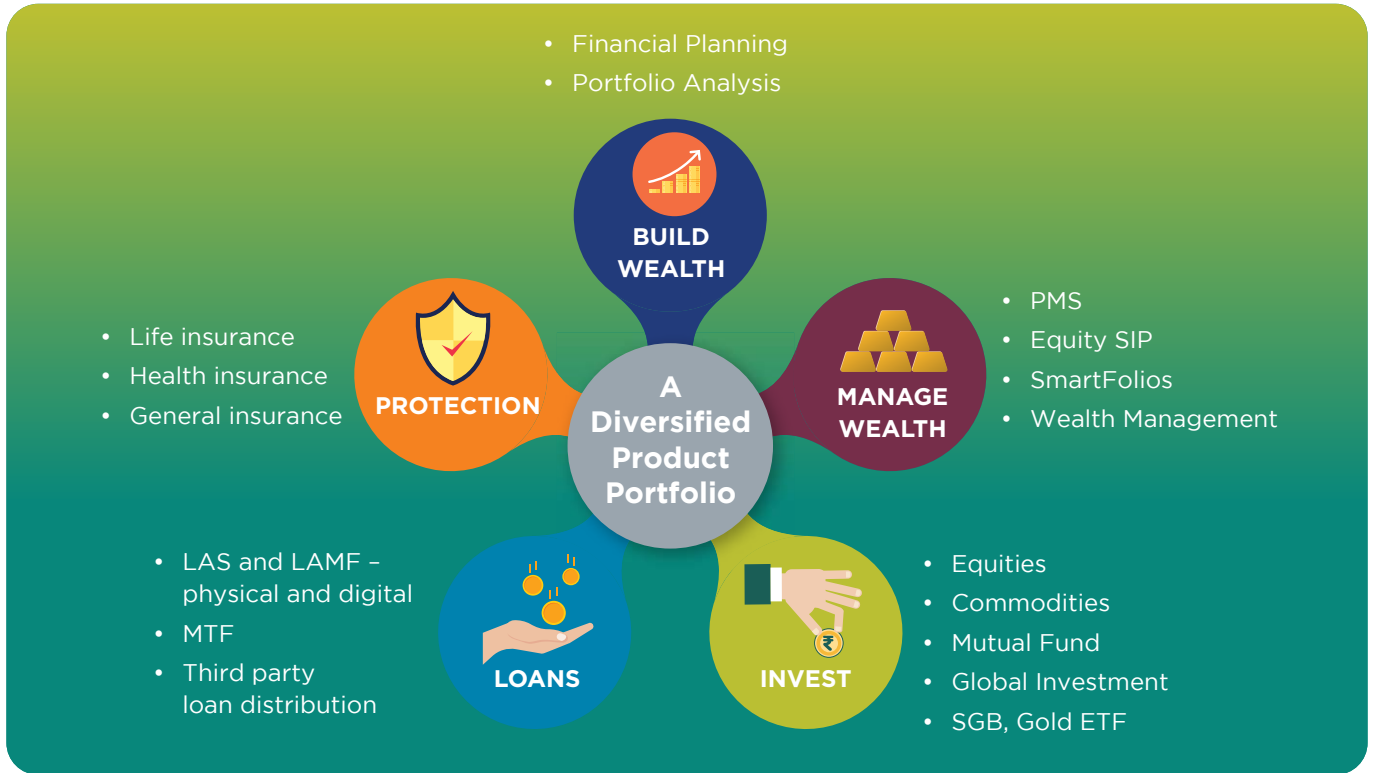 • Financial Planning
• Portfolio Analysis
BUILD
WEALTH
• Life insurance
• Health insurance
• General insurance
PROTECTION
A
Diversified
Product
Portfolio
MANAGE
WEALTH
• PMS
• Equity SIP
• SmartFolios
• Wealth Management
• LAS and LAMF –
physical and digital
• MTF
• Third party
loan distribution
LOANS
₹
INVEST
• Equities
• Commodities
• Mutual Fund
• Global Investment
• SGB, Gold ETF